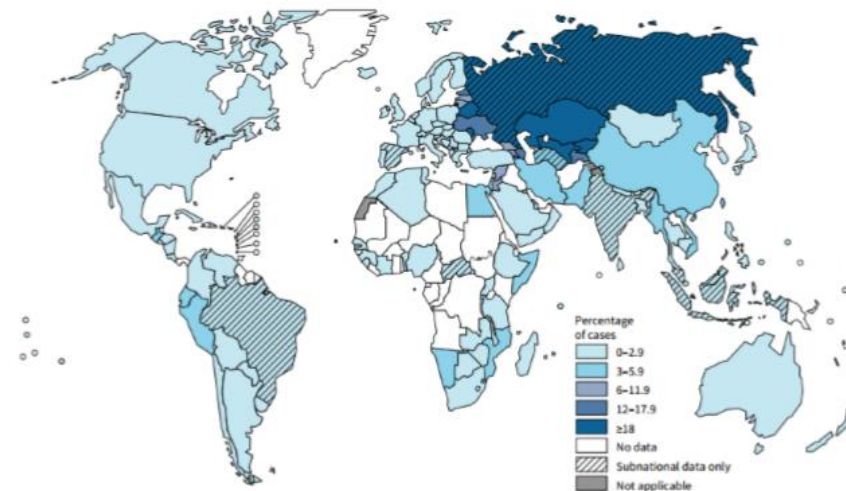 Percentage
of cases
0–2.9
3–5.9
6–11.9
12–17.9
≥18
No data
Subnational data only
Not applicable